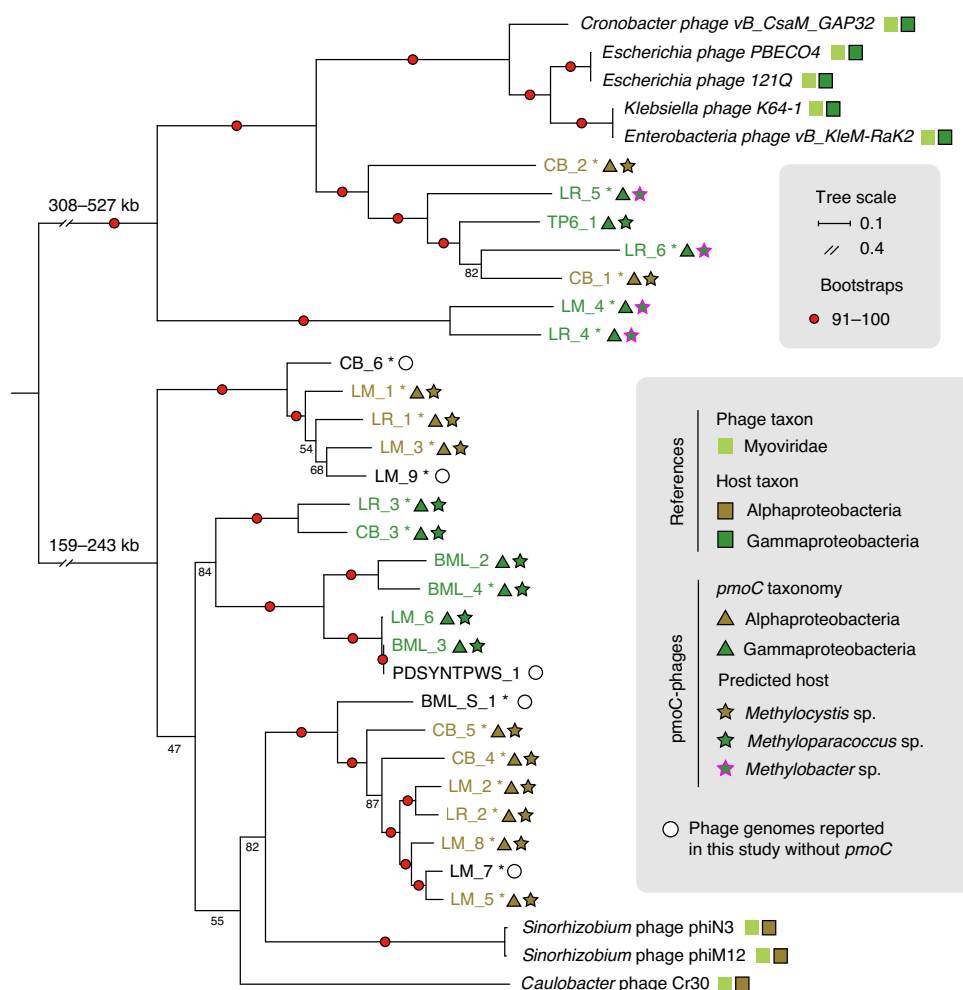 Cronobacter phage vB_CsaM_GAP32
Escherichia phage PBECO4
Escherichia phage 121Q
Klebsiella phage K64-1
Enterobacteria phage vB_KleM-RaK2
CB_2 *
LR_5 *
308–527 kb
TP6_1
LR_6 *
82
CB_1 *
LM_4 *
LR_4 *
Tree scale
0.1
0.4
Bootstraps
91–100
CB_6 *
LM_1 *
LR_1 *
54
LM_3 *
68
LM_9 *
LR_3 *
CB_3 *
159–243 kb
84
BML_2
BML_4 *
LM_6
BML_3
PDSYNTPWS_1
BML_S_1 *
CB_5 *
47
CB_4 *
87
LM_2 *
LR_2 *
LM_8 *
82
LM_7 *
LM_5 *
55
Sinorhizobium phage phiN3
Sinorhizobium phage phiM12
Caulobacter phage Cr30
References
Phage taxon
Myoviridae
Host taxon
Alphaproteobacteria
Gammaproteobacteria
pmoC-phages
pmoC taxonomy
Alphaproteobacteria
Gammaproteobacteria
Predicted host
Methylocystis sp.
Methyloparacoccus sp.
Methylobacter sp.
Phage genomes reported
in this study without pmoC